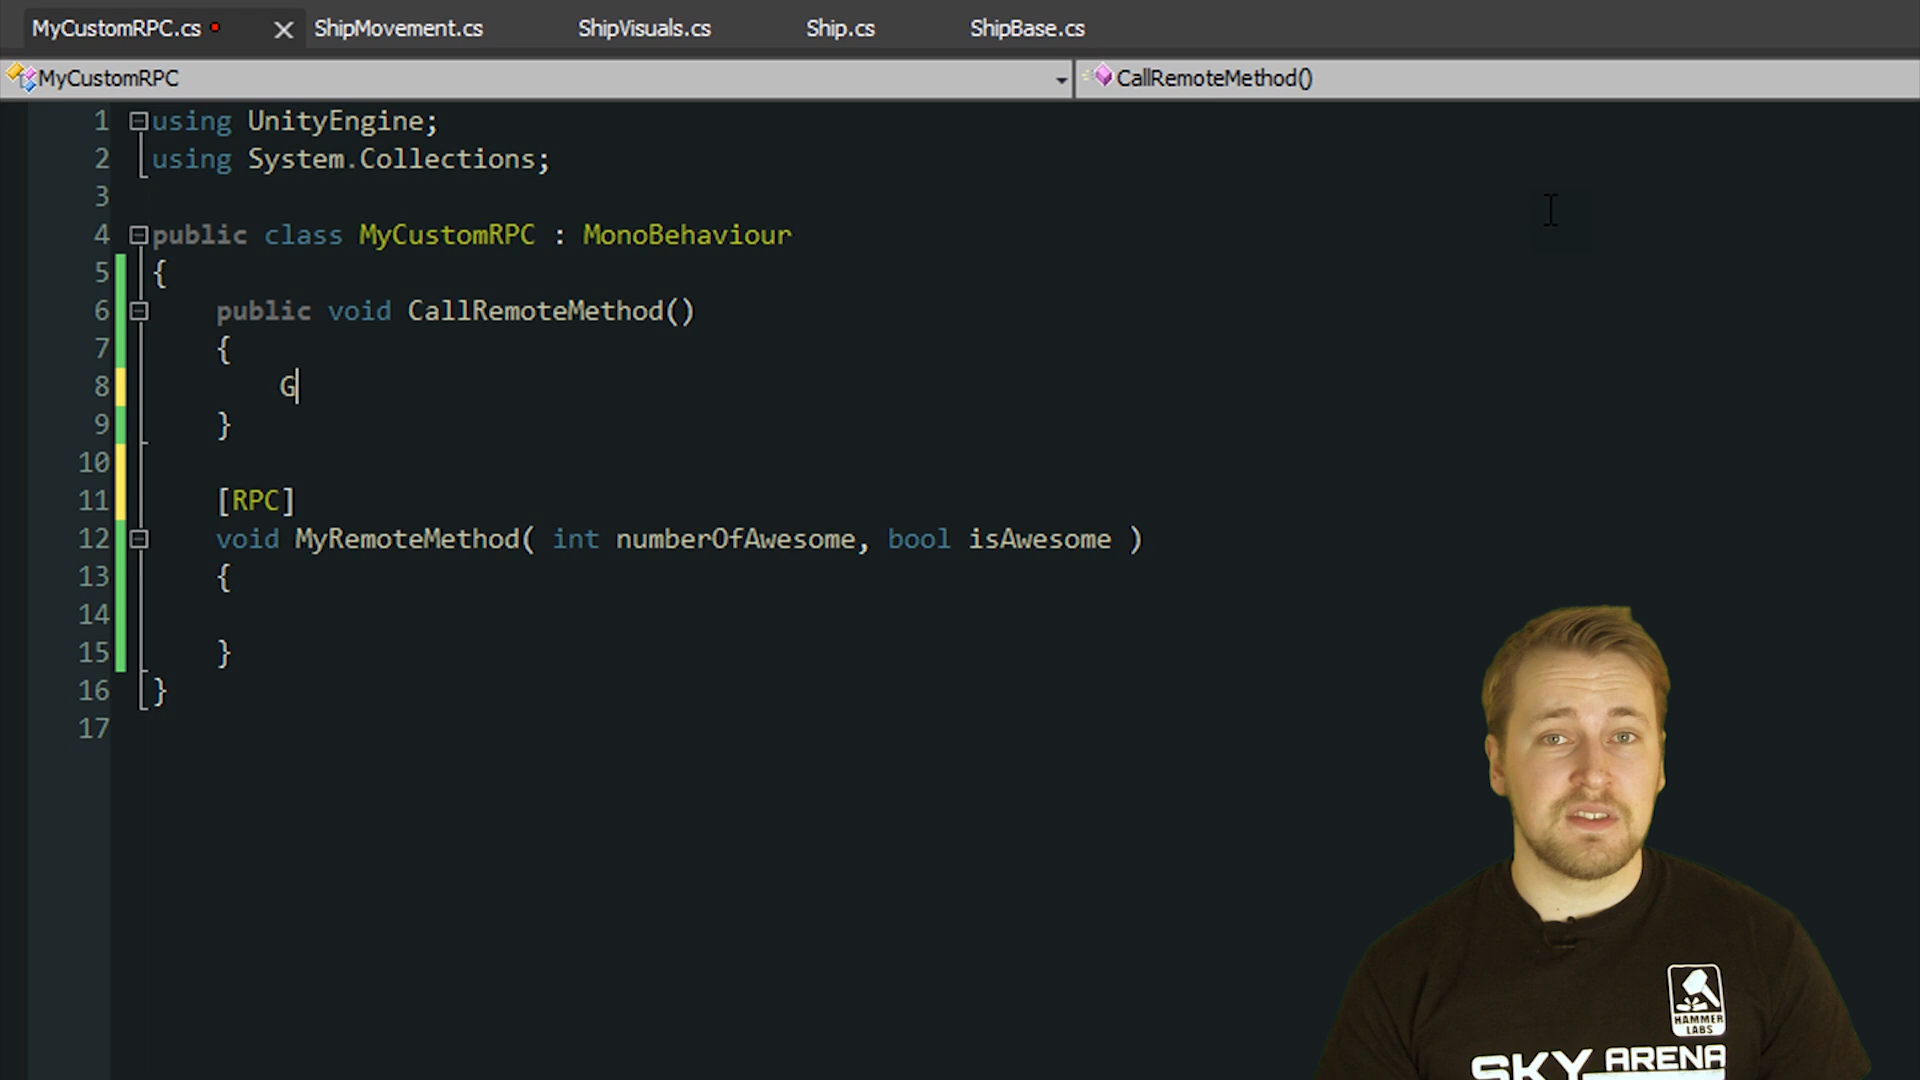 MyCustomRPC.cs ShipMovement.cs ShipVisuals.cs Ship.cs ShipBase.cs
MyCustomRPC CallRemoteMethod()
1 using UnityEngine;
2 using System.Collections;
3
4 public class MyCustomRPC : MonoBehaviour
5 {
6 public void CallRemoteMethod()
7 {
8 G
9 }
10
11 [RPC]
12 void MyRemoteMethod( int numberOfAwesome, bool isAwesome )
13 {
14
15 }
16 }
17
HAMMER
LABS
SKY ARENA